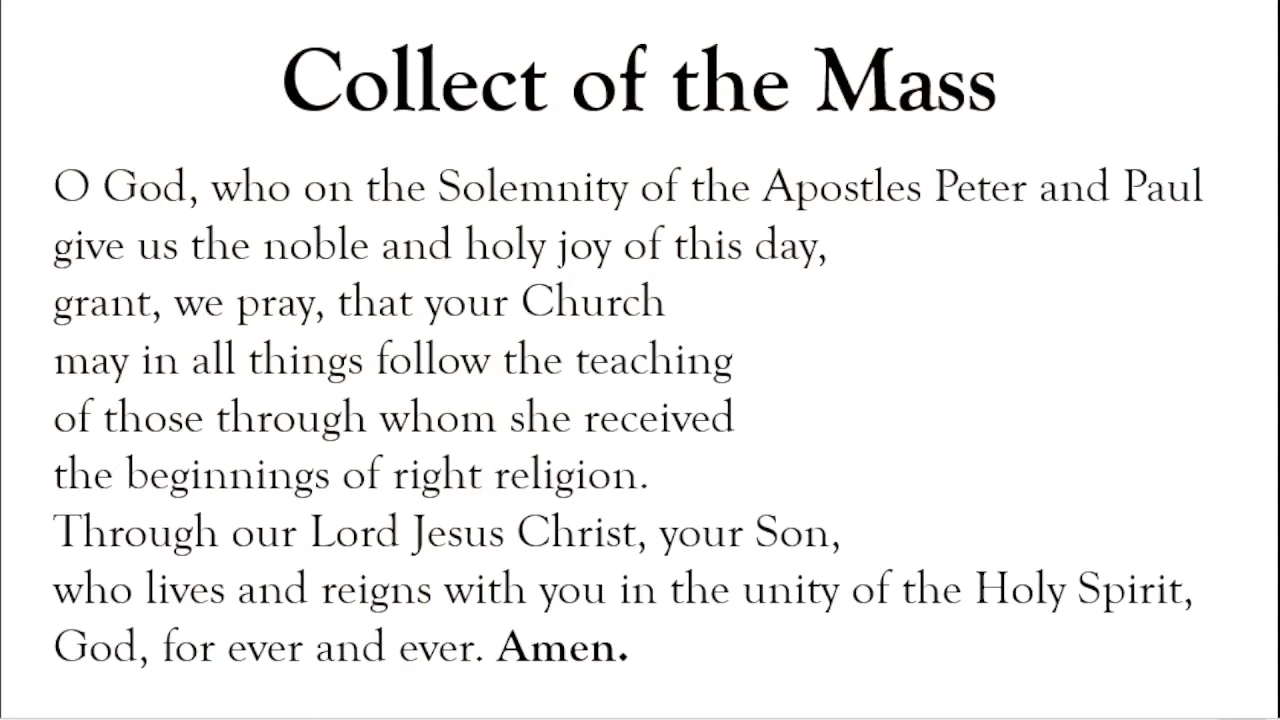 Collect of the Mass
O God, who on the Solemnity of the Apostles Peter and Paul
give us the noble and holy joy of this day,
grant, we pray, that your Church
may in all things follow the teaching
of those through whom she received
the beginnings of right religion.
Through our Lord Jesus Christ, your Son,
who lives and reigns with you in the unity of the Holy Spirit,
God, for ever and ever. Amen.